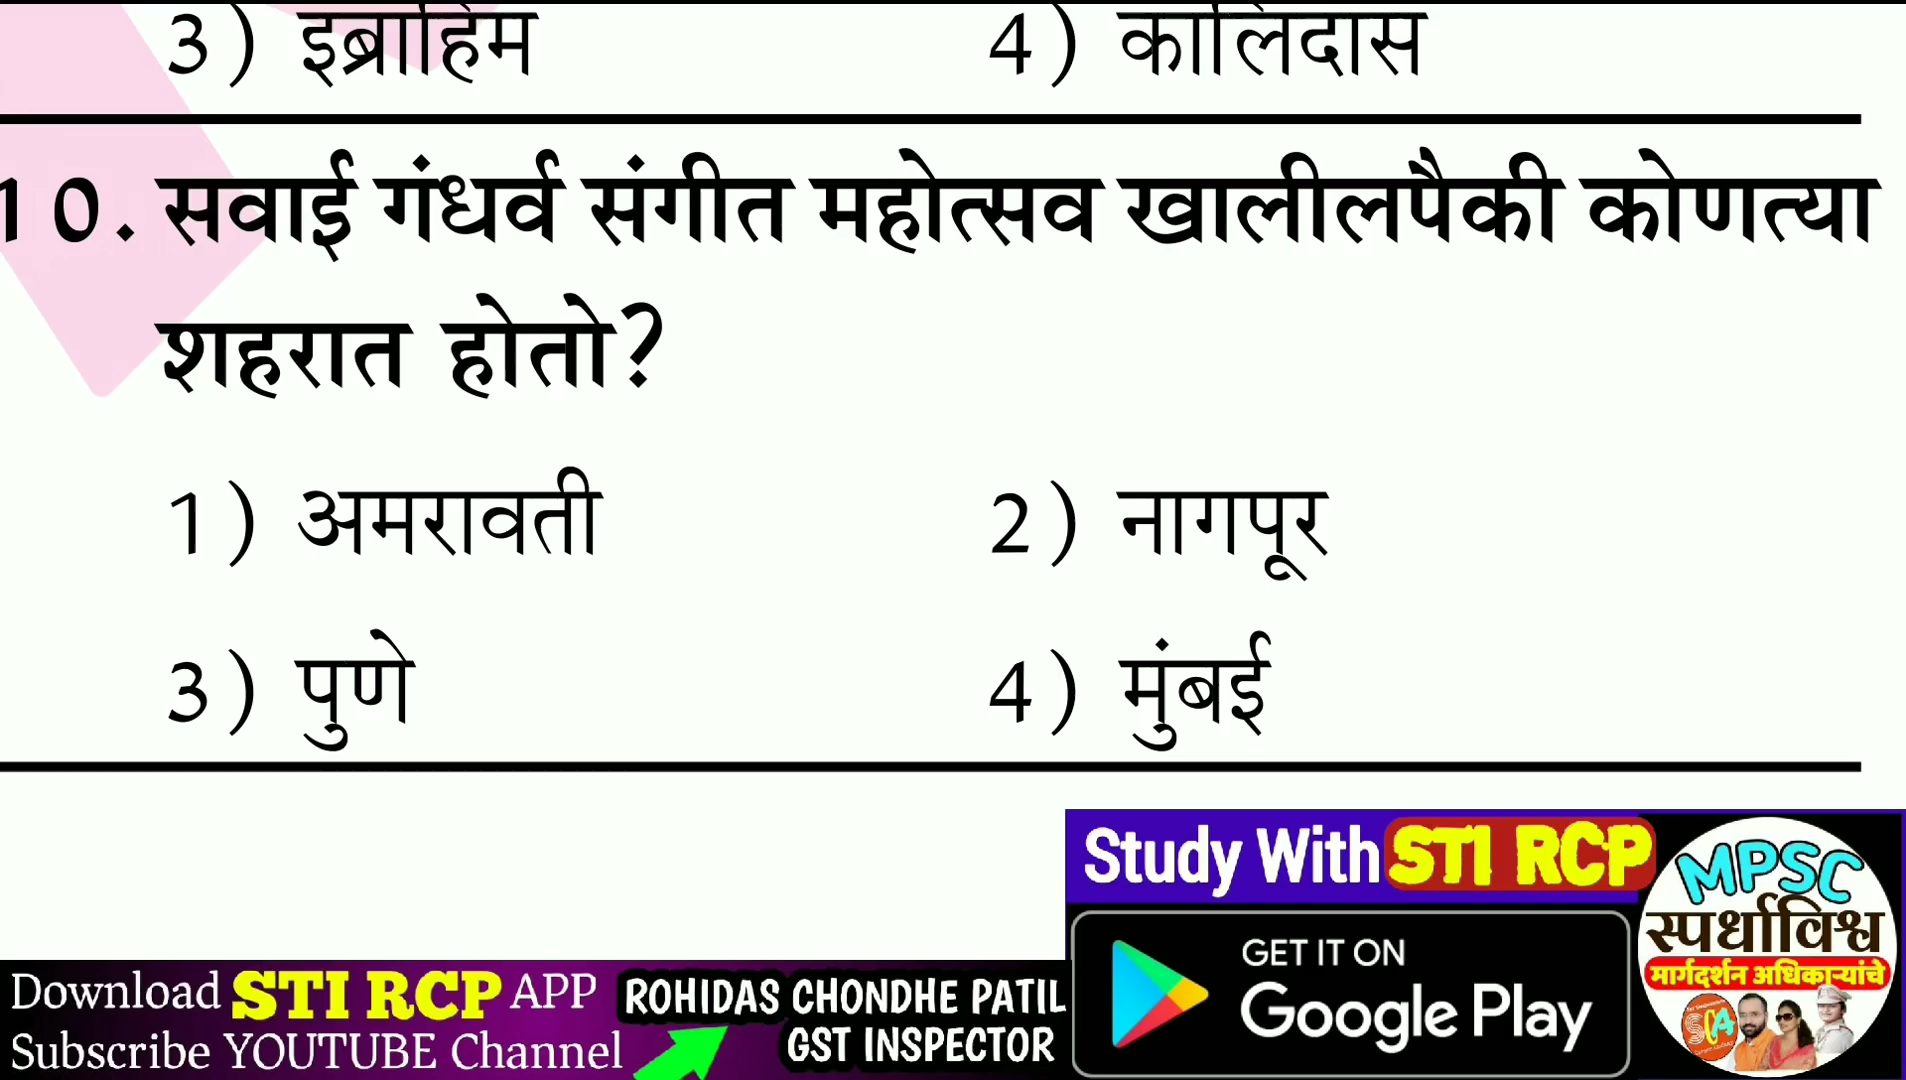 3) इब्राहिम 4) कालिदास
10. सवाई गंधर्व संगीत महोत्सव खालीलपैकी कोणत्या
शहरात होतो?
1) अमरावती 2) नागपूर
3) पुणे 4) मुंबई
Study With STI RCP
MPSC
स्पर्धाविश्व
मार्गदर्शन अधिकाऱ्यांचे
SCA
GET IT ON
Google Play
Download STI RCP APP
Subscribe YOUTUBE Channel
ROHIDAS CHONDHE PATIL
GST INSPECTOR